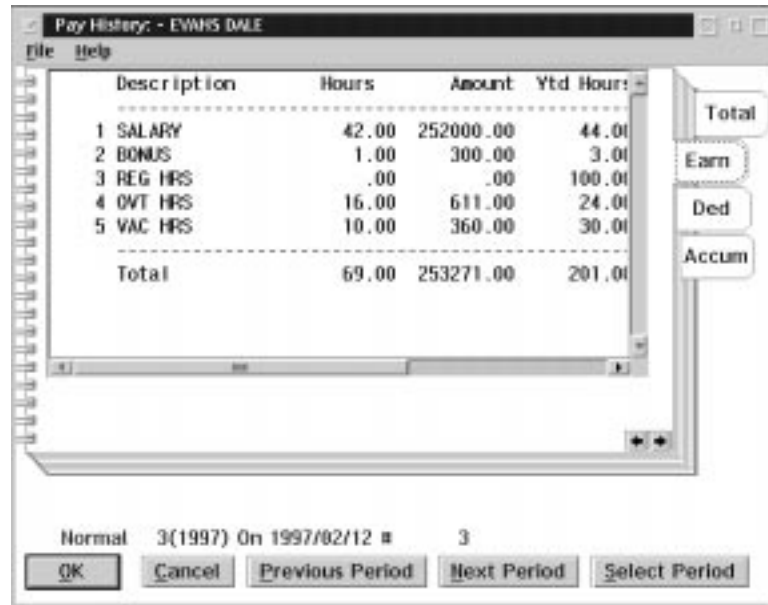 Pay History: - EVANS DALE
File Help
Description Hours Amount Ytd Hours
1 SALARY 42.00 252000.00 44.00
2 BONUS 1.00 300.00 3.00
3 REG HRS .00 .00 100.00
4 OVT HRS 16.00 611.00 24.00
5 VAC HRS 10.00 360.00 30.00
Total 69.00 253271.00 201.00
Total
Earn
Ded
Accum
Normal 3(1997) On 1997/02/12 # 3
OK Cancel Previous Period Next Period Select Period